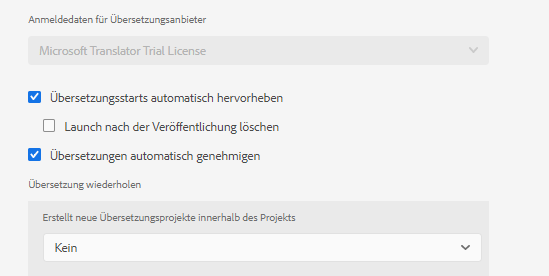 Anmeldedaten für Übersetzungsanbieter
Microsoft Translator Trial License
Übersetzungsstarts automatisch hervorheben
Launch nach der Veröffentlichung löschen
Übersetzungen automatisch genehmigen
Übersetzung wiederholen
Erstellt neue Übersetzungsprojekte innerhalb des Projekts
Kein